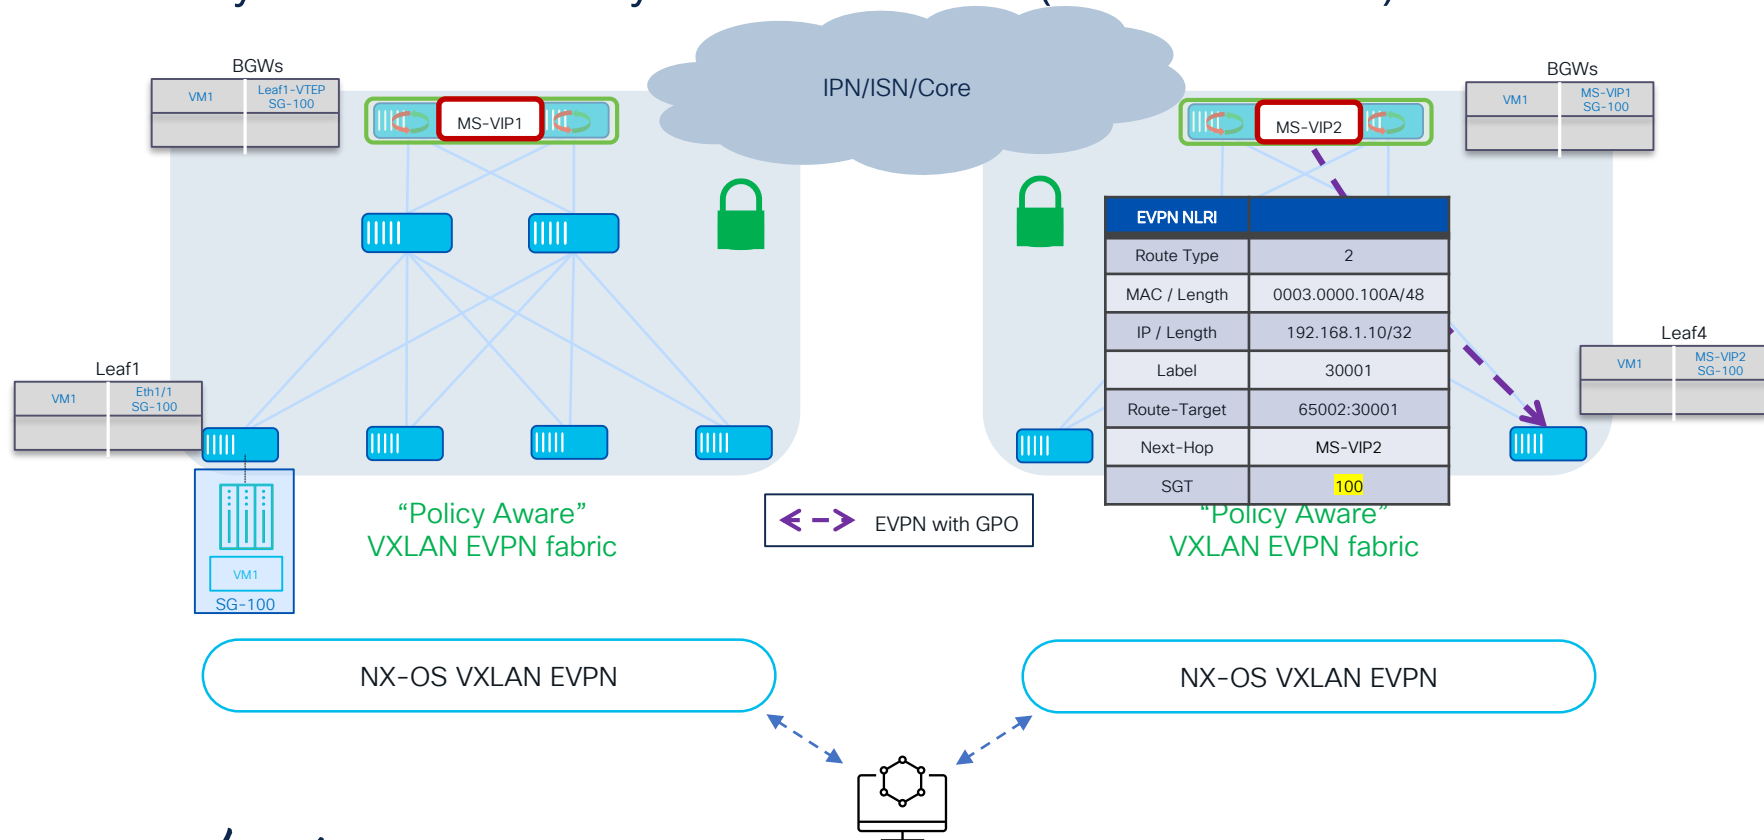 BGWs
VM1
Leaf1-VTEP
SG-100
MS-VIP1
IPN/ISN/Core
MS-VIP2
BGWs
VM1
MS-VIP1
SG-100
EVPN NLRI
Route Type 2
MAC / Length 0003.0000.100A/48
IP / Length 192.168.1.10/32
Label 30001
Route-Target 65002:30001
Next-Hop MS-VIP2
SGT 100
Leaf1
VM1
Eth1/1
SG-100
Leaf4
VM1
MS-VIP2
SG-100
VM1
SG-100
“Policy Aware”
VXLAN EVPN fabric
EVPN with GPO
“Policy Aware”
VXLAN EVPN fabric
NX-OS VXLAN EVPN
NX-OS VXLAN EVPN